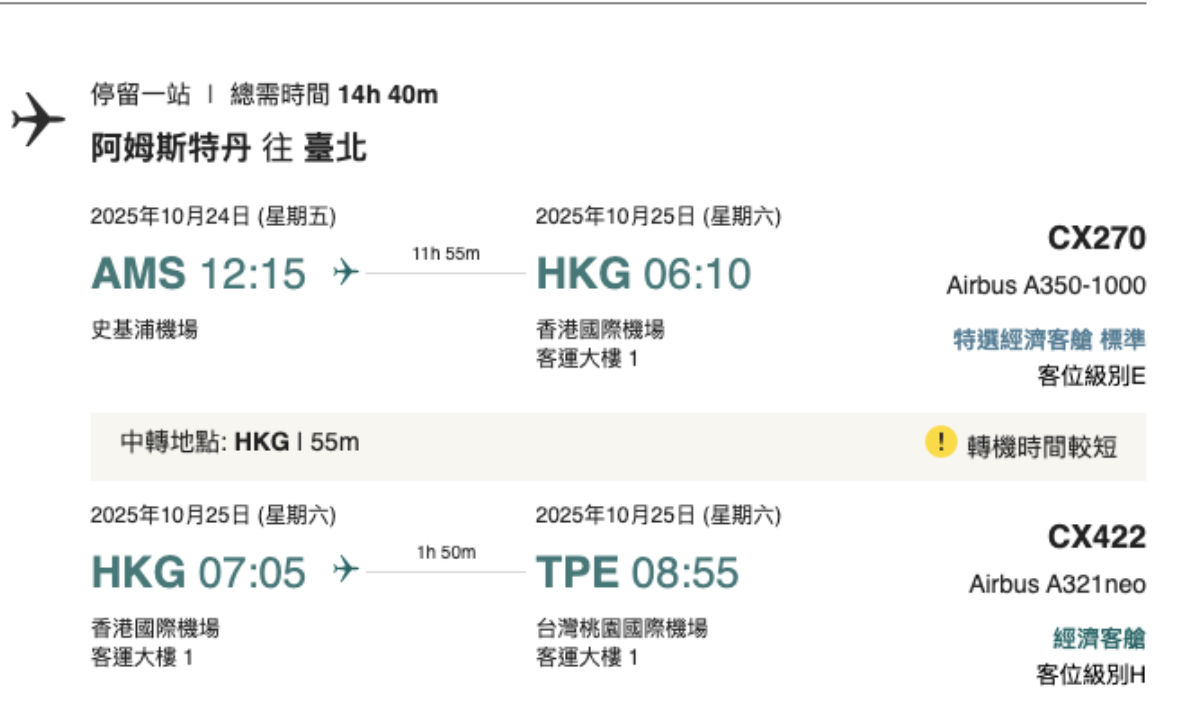 停留一站 | 總需時間 14h 40m
阿姆斯特丹 往 臺北
2025年10月24日 (星期五)
AMS 12:15
史基浦機場
11h 55m
2025年10月25日 (星期六)
HKG 06:10
香港國際機場
客運大樓 1
CX270
Airbus A350-1000
特選經濟客艙 標準
客位級別E
中轉地點: HKG | 55m
! 轉機時間較短
2025年10月25日 (星期六)
HKG 07:05
香港國際機場
客運大樓 1
1h 50m
2025年10月25日 (星期六)
TPE 08:55
台灣桃園國際機場
客運大樓 1
CX422
Airbus A321neo
經濟客艙
客位級別H